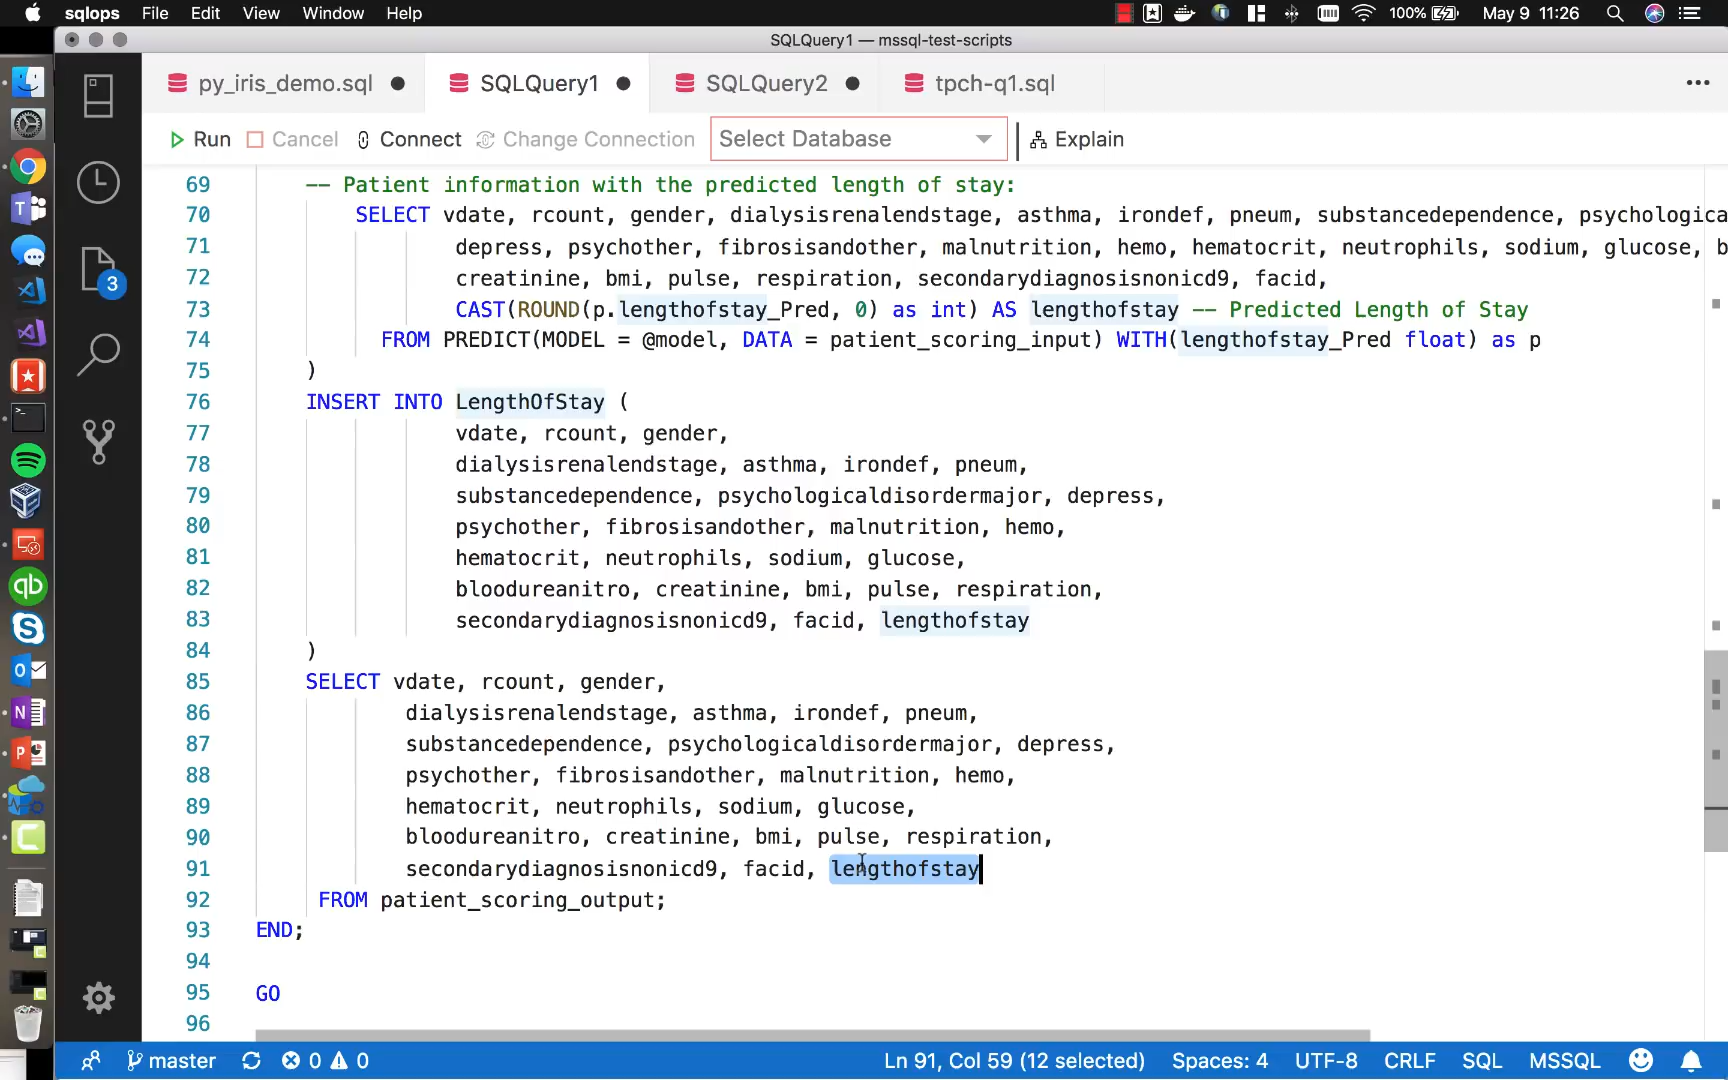 sqlops File Edit View Window Help 100% May 9 11:26
SQLQuery1 — mssql-test-scripts
py_iris_demo.sql SQLQuery1 SQLQuery2 tpch-q1.sql
Run Cancel Connect Change Connection Select Database Explain
69 -- Patient information with the predicted length of stay:
70 SELECT vdate, rcount, gender, dialysisrenalendstage, asthma, irondef, pneum, substancedependence, psychologica
71 depress, psychother, fibrosisandother, malnutrition, hemo, hematocrit, neutrophils, sodium, glucose, b
72 creatinine, bmi, pulse, respiration, secondarydiagnosisnonicd9, facid,
73 CAST(ROUND(p.lengthofstay_Pred, 0) as int) AS lengthofstay -- Predicted Length of Stay
74 FROM PREDICT(MODEL = @model, DATA = patient_scoring_input) WITH(lengthofstay_Pred float) as p
75 )
76 INSERT INTO LengthOfStay (
77 vdate, rcount, gender,
78 dialysisrenalendstage, asthma, irondef, pneum,
79 substancedependence, psychologicaldisordermajor, depress,
80 psychother, fibrosisandother, malnutrition, hemo,
81 hematocrit, neutrophils, sodium, glucose,
82 bloodureanitro, creatinine, bmi, pulse, respiration,
83 secondarydiagnosisnonicd9, facid, lengthofstay
84 )
85 SELECT vdate, rcount, gender,
86 dialysisrenalendstage, asthma, irondef, pneum,
87 substancedependence, psychologicaldisordermajor, depress,
88 psychother, fibrosisandother, malnutrition, hemo,
89 hematocrit, neutrophils, sodium, glucose,
90 bloodureanitro, creatinine, bmi, pulse, respiration,
91 secondarydiagnosisnonicd9, facid, lengthofstay
92 FROM patient_scoring_output;
93 END;
94
95 GO
96
3
master 0 0 Ln 91, Col 59 (12 selected) Spaces: 4 UTF-8 CRLF SQL MSSQL